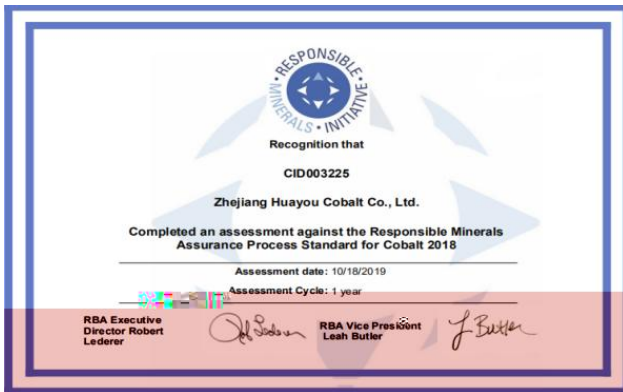 RESPONSIBLE
MINERALS • INITIATIVE
Recognition that
CID003225
Zhejiang Huayou Cobalt Co., Ltd.
Completed an assessment against the Responsible Minerals
Assurance Process Standard for Cobalt 2018
Assessment date: 10/18/2019
Assessment Cycle: 1 year
RBA Executive
Director Robert
Lederer
RBA Vice President
Leah Butler
L Butler